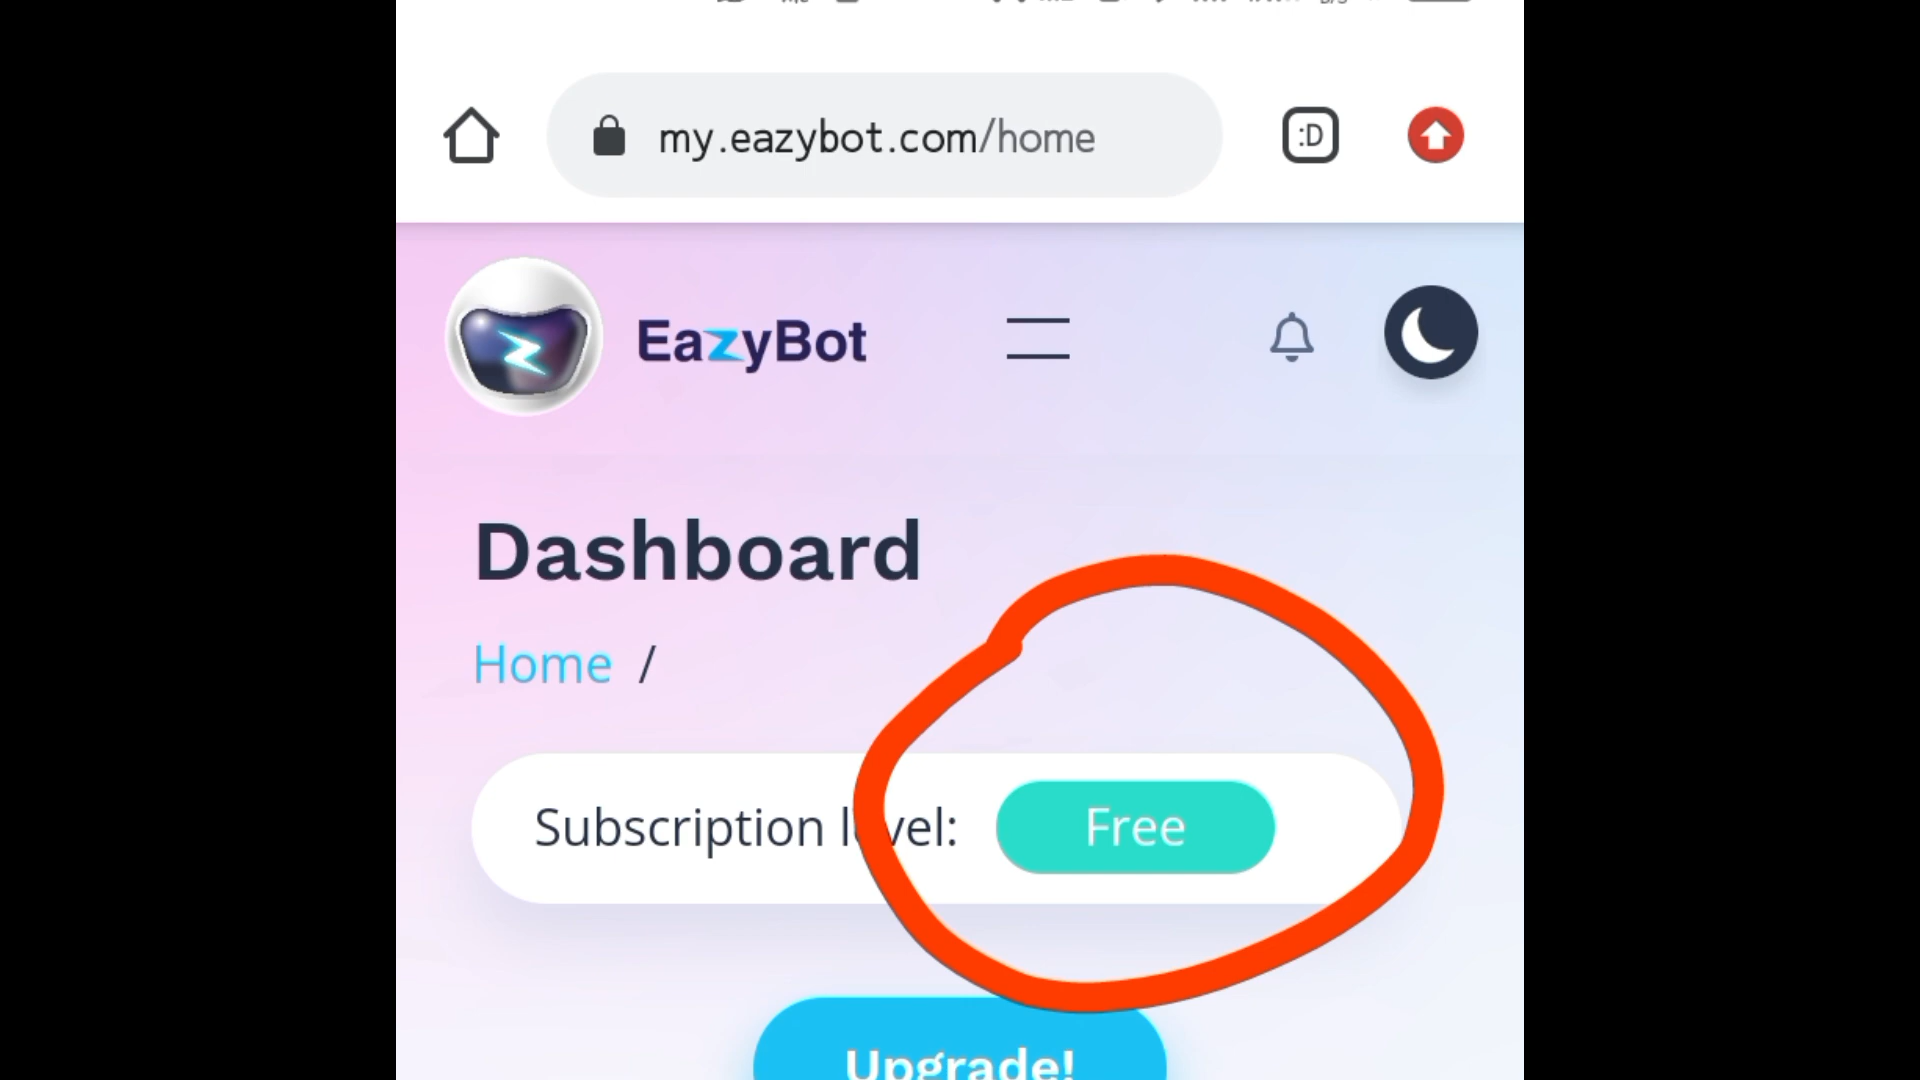 my.eazybot.com/home
:D
EazyBot
Dashboard
Home /
Subscription level:
Free
Upgrade!